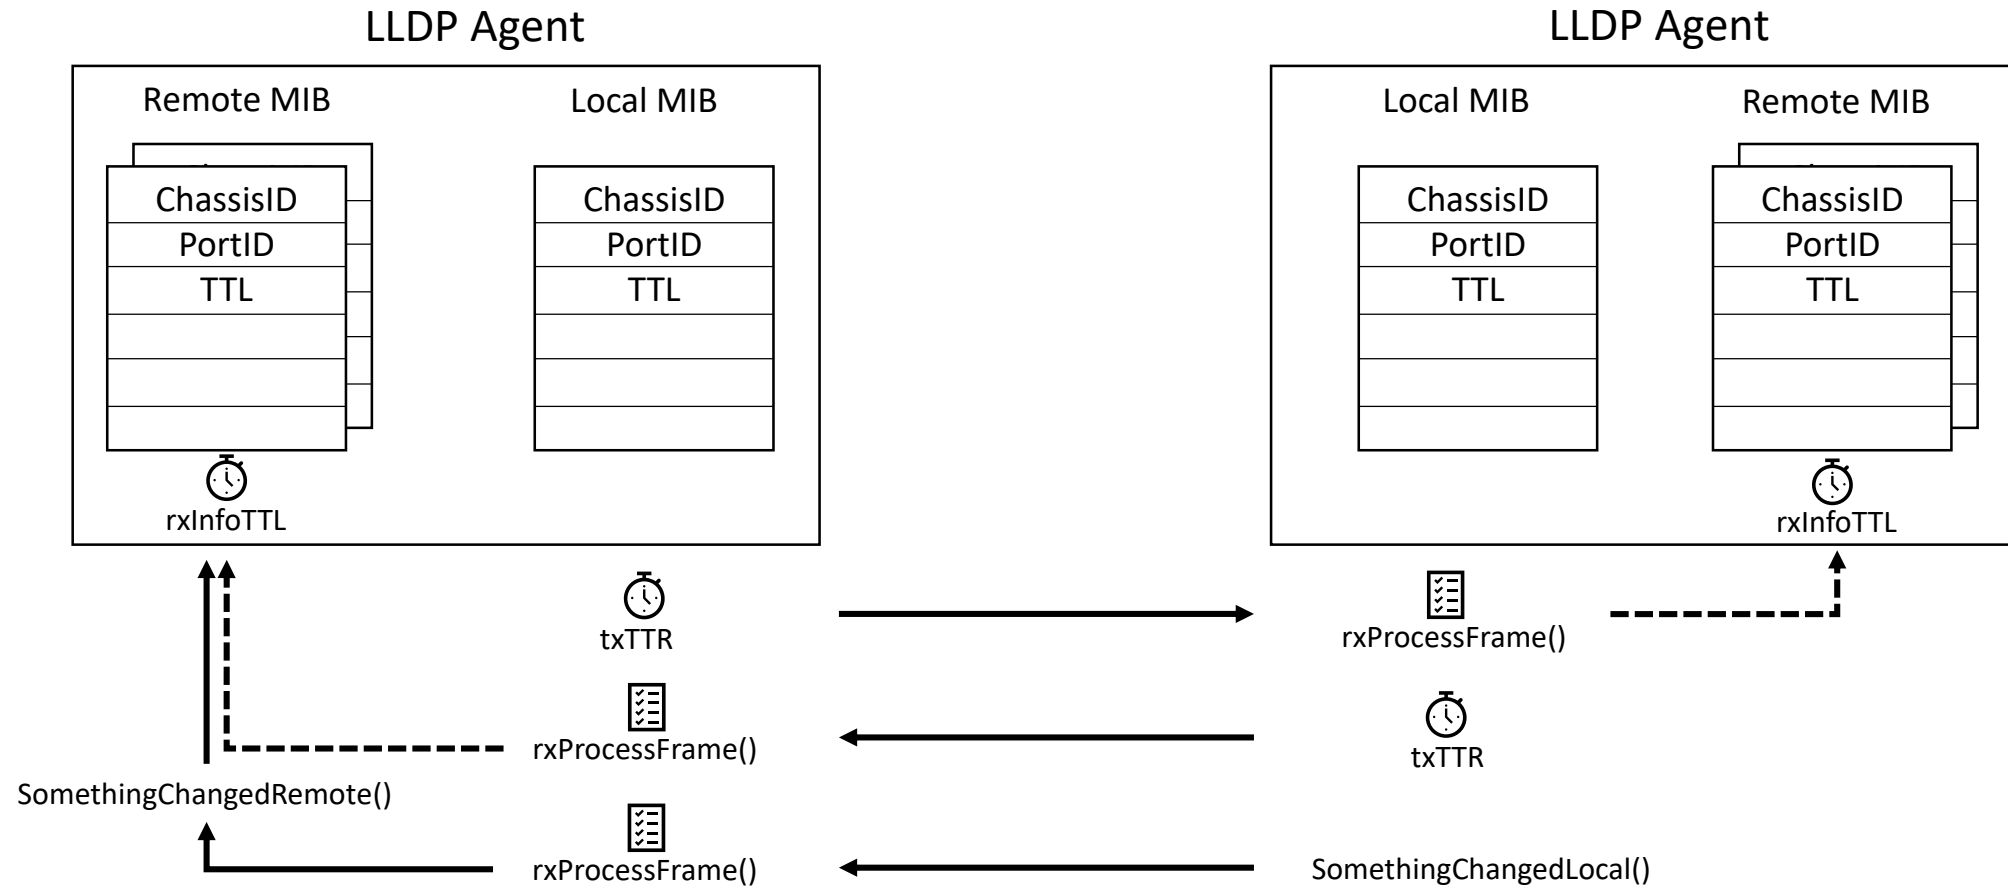 LLDP Agent
Remote MIB
Local MIB
ChassisID
PortID
TTL
ChassisID
PortID
TTL
rxInfoTTL
LLDP Agent
Local MIB
Remote MIB
ChassisID
PortID
TTL
ChassisID
PortID
TTL
rxInfoTTL
txTTR
rxProcessFrame()
rxProcessFrame()
txTTR
SomethingChangedRemote()
rxProcessFrame()
SomethingChangedLocal()